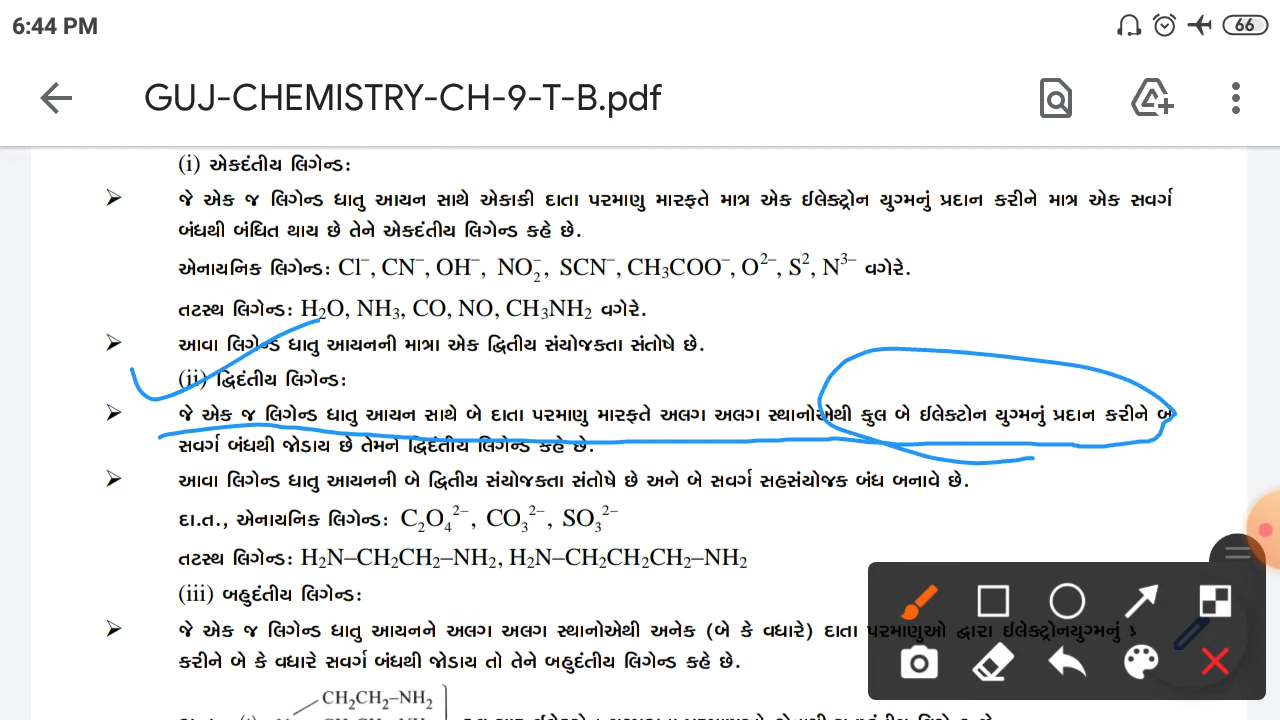 6:44 PM
66
GUJ-CHEMISTRY-CH-9-T-B.pdf
(i) એકદંતીય લિગેન્ડ:
➢ જે એક જ લિગેન્ડ ધાતુ આયન સાથે એકાકી દાતા પરમાણુ મારફતે માત્ર એક ઈલેક્ટ્રોન યુગ્મનું પ્રદાન કરીને માત્ર એક સવર્ગ
બંધથી બંધિત થાય છે તેને એકદંતીય લિગેન્ડ કહે છે.
એનાયનિક લિગેન્ડ: Cl⁻, CN⁻, OH⁻, NO₂⁻, SCN⁻, CH₃COO⁻, O²⁻, S², N³⁻ વગેરે.
તટસ્થ લિગેન્ડ: H₂O, NH₃, CO, NO, CH₃NH₂ વગેરે.
➢ આવા લિગેન્ડ ધાતુ આયનની માત્રા એક દ્વિતીય સંયોજક્તા સંતોષે છે.
(ii) દ્વિદંતીય લિગેન્ડ:
➢ જે એક જ લિગેન્ડ ધાતુ આયન સાથે બે દાતા પરમાણુ મારફતે અલગ અલગ સ્થાનોએથી કુલ બે ઈલેક્ટોન યુગ્મનું પ્રદાન કરીને બે
સવર્ગ બંધથી જોડાય છે તેમને દ્વિદંતીય લિગેન્ડ કહે છે.
➢ આવા લિગેન્ડ ધાતુ આયનની બે દ્વિતીય સંયોજક્તા સંતોષે છે અને બે સવર્ગ સહસંયોજક બંધ બનાવે છે.
દા.ત., એનાયનિક લિગેન્ડ: C₂O₄²⁻, CO₃²⁻, SO₃²⁻
તટસ્થ લિગેન્ડ: H₂N–CH₂CH₂–NH₂, H₂N–CH₂CH₂CH₂–NH₂
(iii) બહુદંતીય લિગેન્ડ:
➢ જે એક જ લિગેન્ડ ધાતુ આયનને અલગ અલગ સ્થાનોએથી અનેક (બે કે વધારે) દાતા પરમાણુઓ દ્વારા ઈલેક્ટ્રોનયુગ્મનું
કરીને બે કે વધારે સવર્ગ બંધથી જોડાય તો તેને બહુદંતીય લિગેન્ડ કહે છે.
CH₂CH₂–NH₂